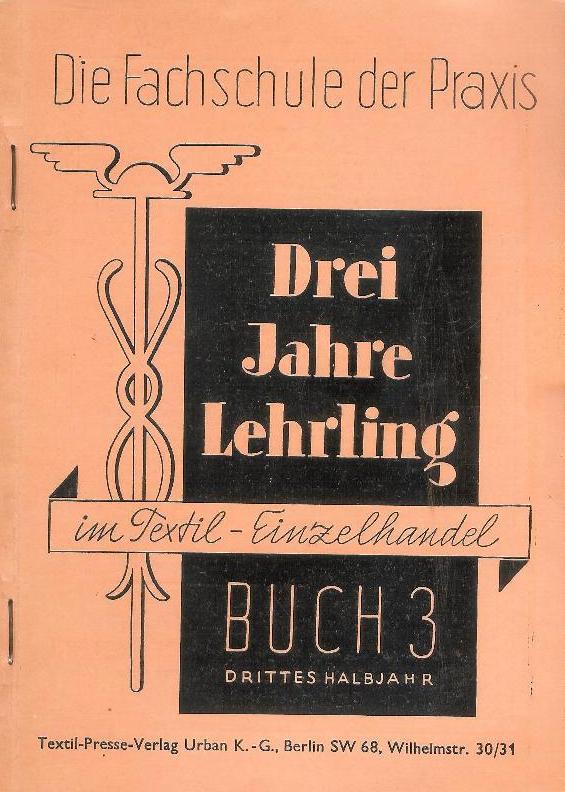 Die Fachschule der Praxis
Drei
Jahre
Lehrling
im Textil-Einzelhandel
BUCH 3
DRITTES HALBJAHR
Textil-Presse-Verlag Urban K.-G., Berlin SW 68, Wilhelmstr. 30/31